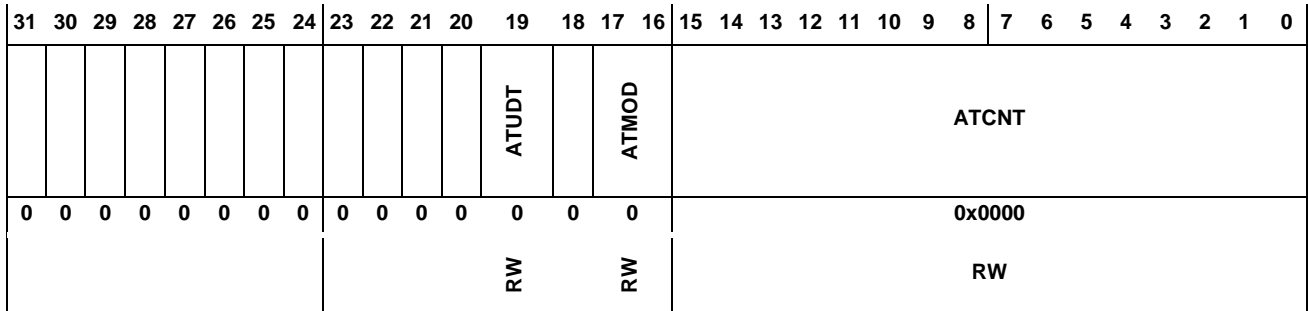 31 30 29 28 27 26 25 24 23 22 21 20 19 18 17 16 15 14 13 12 11 10 9 8 7 6 5 4 3 2 1 0
ATUDT ATMOD ATCNT
0 0 0 0 0 0 0 0 0 0 0 0 0 0 0 0x0000
RW RW RW